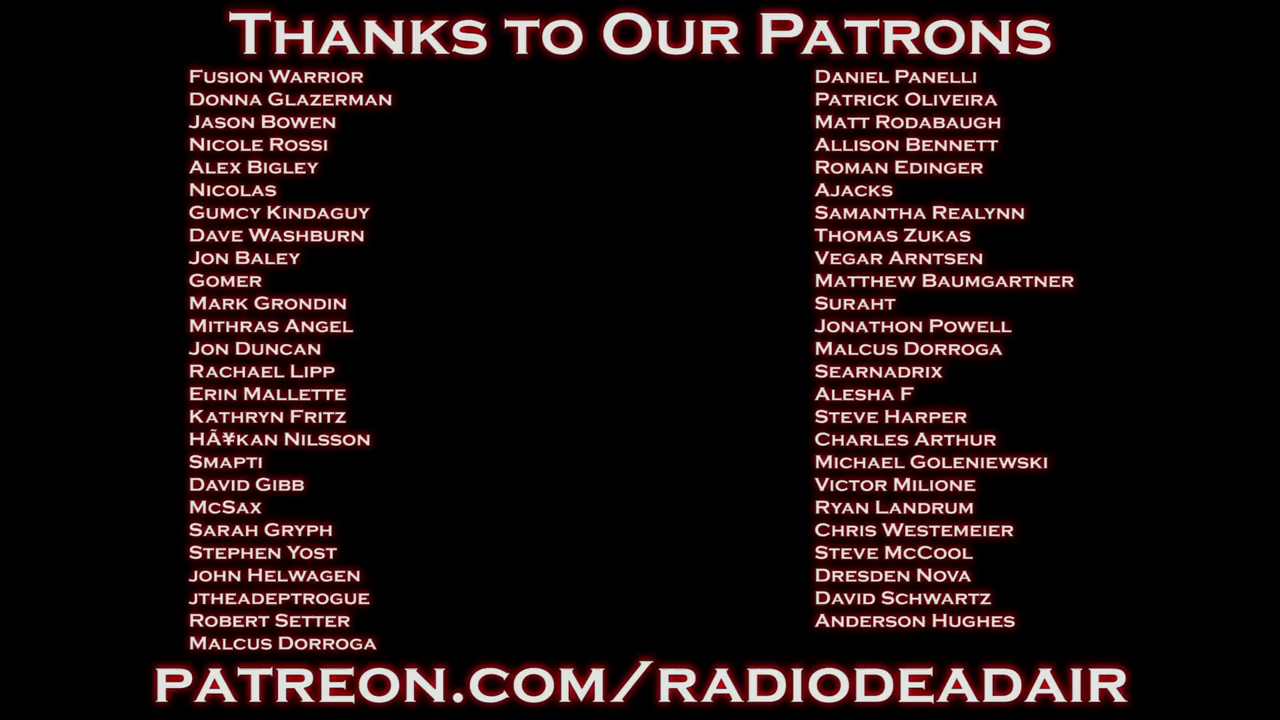 Thanks to Our Patrons
Fusion Warrior
Donna Glazerman
Jason Bowen
Nicole Rossi
Alex Bigley
Nicolas
Gumcy Kindaguy
Dave Washburn
Jon Baley
Gomer
Mark Grondin
Mithras Angel
Jon Duncan
Rachael Lipp
Erin Mallette
Kathryn Fritz
HÃ¥kan Nilsson
Smapti
David Gibb
McSax
Sarah Gryph
Stephen Yost
john Helwagen
jtheadeptrogue
Robert Setter
Malcus Dorroga
Daniel Panelli
Patrick Oliveira
Matt Rodabaugh
Allison Bennett
Roman Edinger
Ajacks
Samantha Realynn
Thomas Zukas
Vegar Arntsen
Matthew Baumgartner
Suraht
Jonathon Powell
Malcus Dorroga
Searnadrix
Alesha F
Steve Harper
Charles Arthur
Michael Goleniewski
Victor Milione
Ryan Landrum
Chris Westemeier
Steve McCool
Dresden Nova
David Schwartz
Anderson Hughes
patreon.com/radiodeadair